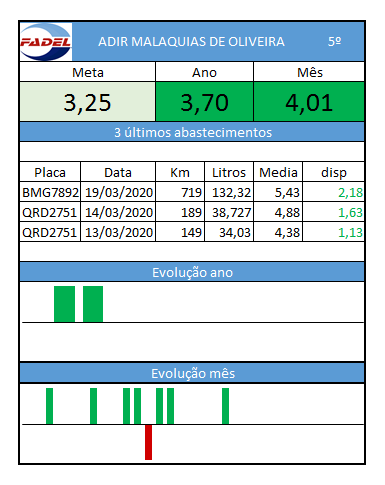 FADEL ADIR MALAQUIAS DE OLIVEIRA 5º
Meta Ano Mês
3,25 3,70 4,01
3 últimos abastecimentos
Placa Data Km Litros Media disp
BMG7892 19/03/2020 719 132,32 5,43 2,18
QRD2751 14/03/2020 189 38,727 4,88 1,63
QRD2751 13/03/2020 149 34,03 4,38 1,13
Evolução ano
Evolução mês